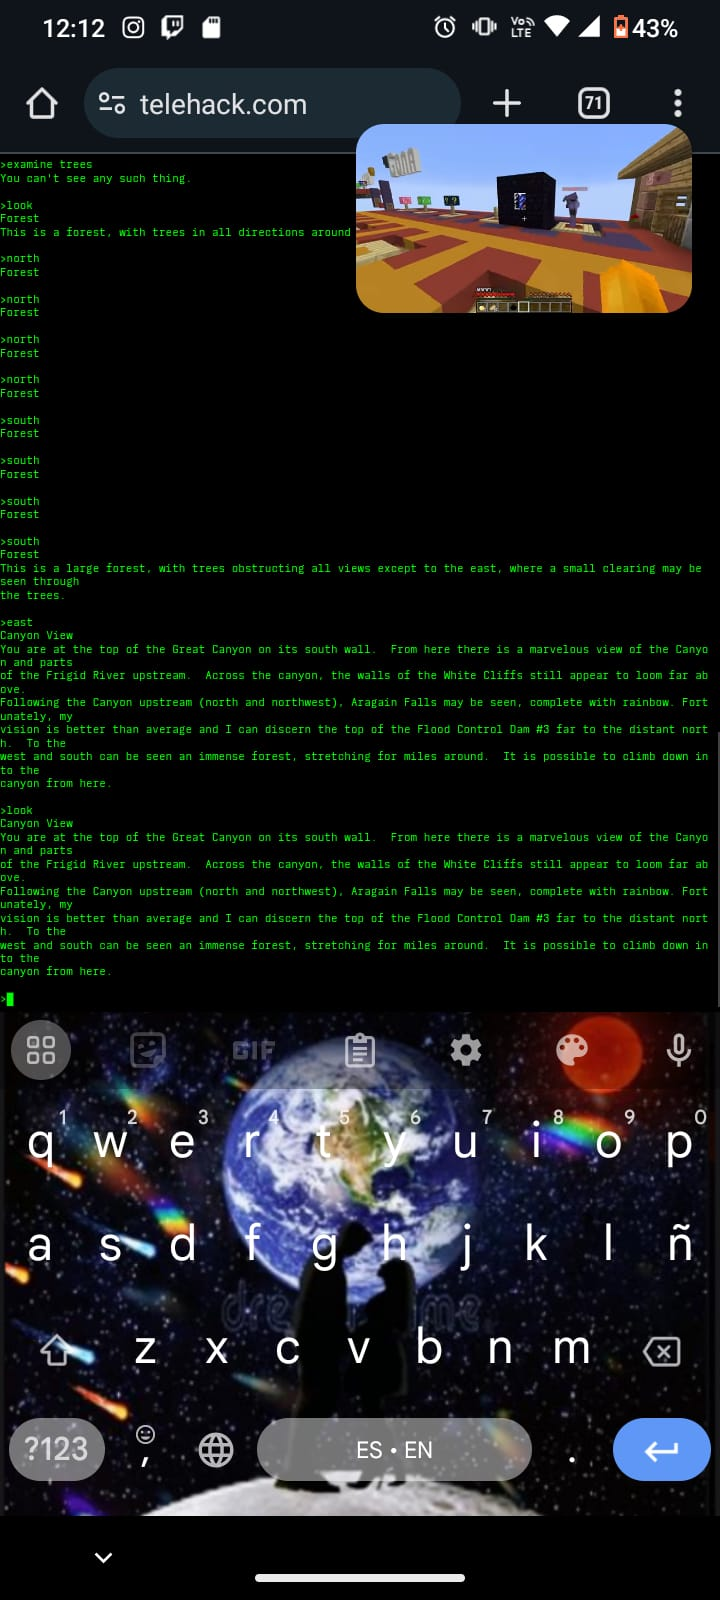 12:12
Vo LTE
43%
telehack.com
71
>examine trees
You can't see any such thing.
>look
Forest
This is a forest, with trees in all directions around
>north
Forest
>north
Forest
>north
Forest
>north
Forest
>south
Forest
>south
Forest
>south
Forest
>south
Forest
This is a large forest, with trees obstructing all views except to the east, where a small clearing may be
seen through
the trees.
>east
Canyon View
You are at the top of the Great Canyon on its south wall.  From here there is a marvelous view of the Canyo
n and parts
of the Frigid River upstream.  Across the canyon, the walls of the White Cliffs still appear to loom far ab
ove.
Following the Canyon upstream (north and northwest), Aragain Falls may be seen, complete with rainbow. Fort
unately, my
vision is better than average and I can discern the top of the Flood Control Dam #3 far to the distant nort
h.  To the
west and south can be seen an immense forest, stretching for miles around.  It is possible to climb down in
to the
canyon from here.
>look
Canyon View
You are at the top of the Great Canyon on its south wall.  From here there is a marvelous view of the Canyo
n and parts
of the Frigid River upstream.  Across the canyon, the walls of the White Cliffs still appear to loom far ab
ove.
Following the Canyon upstream (north and northwest), Aragain Falls may be seen, complete with rainbow. Fort
unately, my
vision is better than average and I can discern the top of the Flood Control Dam #3 far to the distant nort
h.  To the
west and south can be seen an immense forest, stretching for miles around.  It is possible to climb down in
to the
canyon from here.
>
GIF
1 2 3 4 5 6 7 8 9 0
q w e r t y u i o p
a s d f g h j k l ñ
z x c v b n m
?123 , ES • EN .